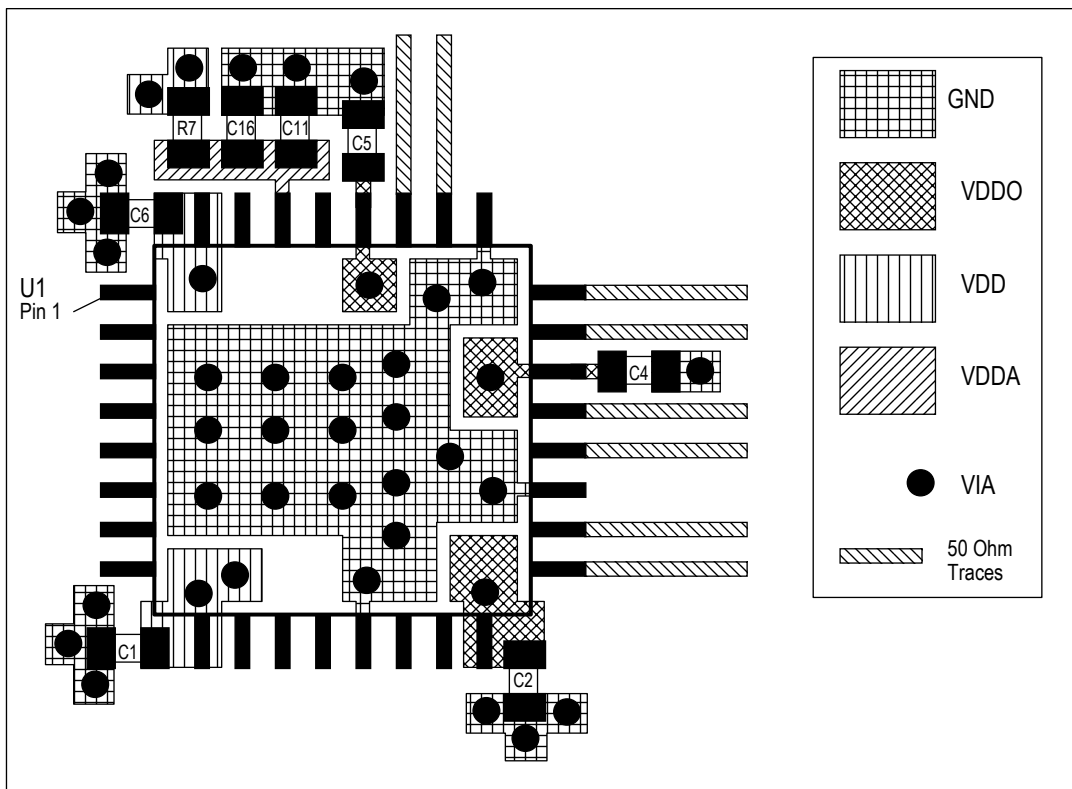 R7
C16
C11
C5
C6
U1
Pin 1
C4
C1
C2
GND
VDDO
VDD
VDDA
VIA
50 Ohm
Traces